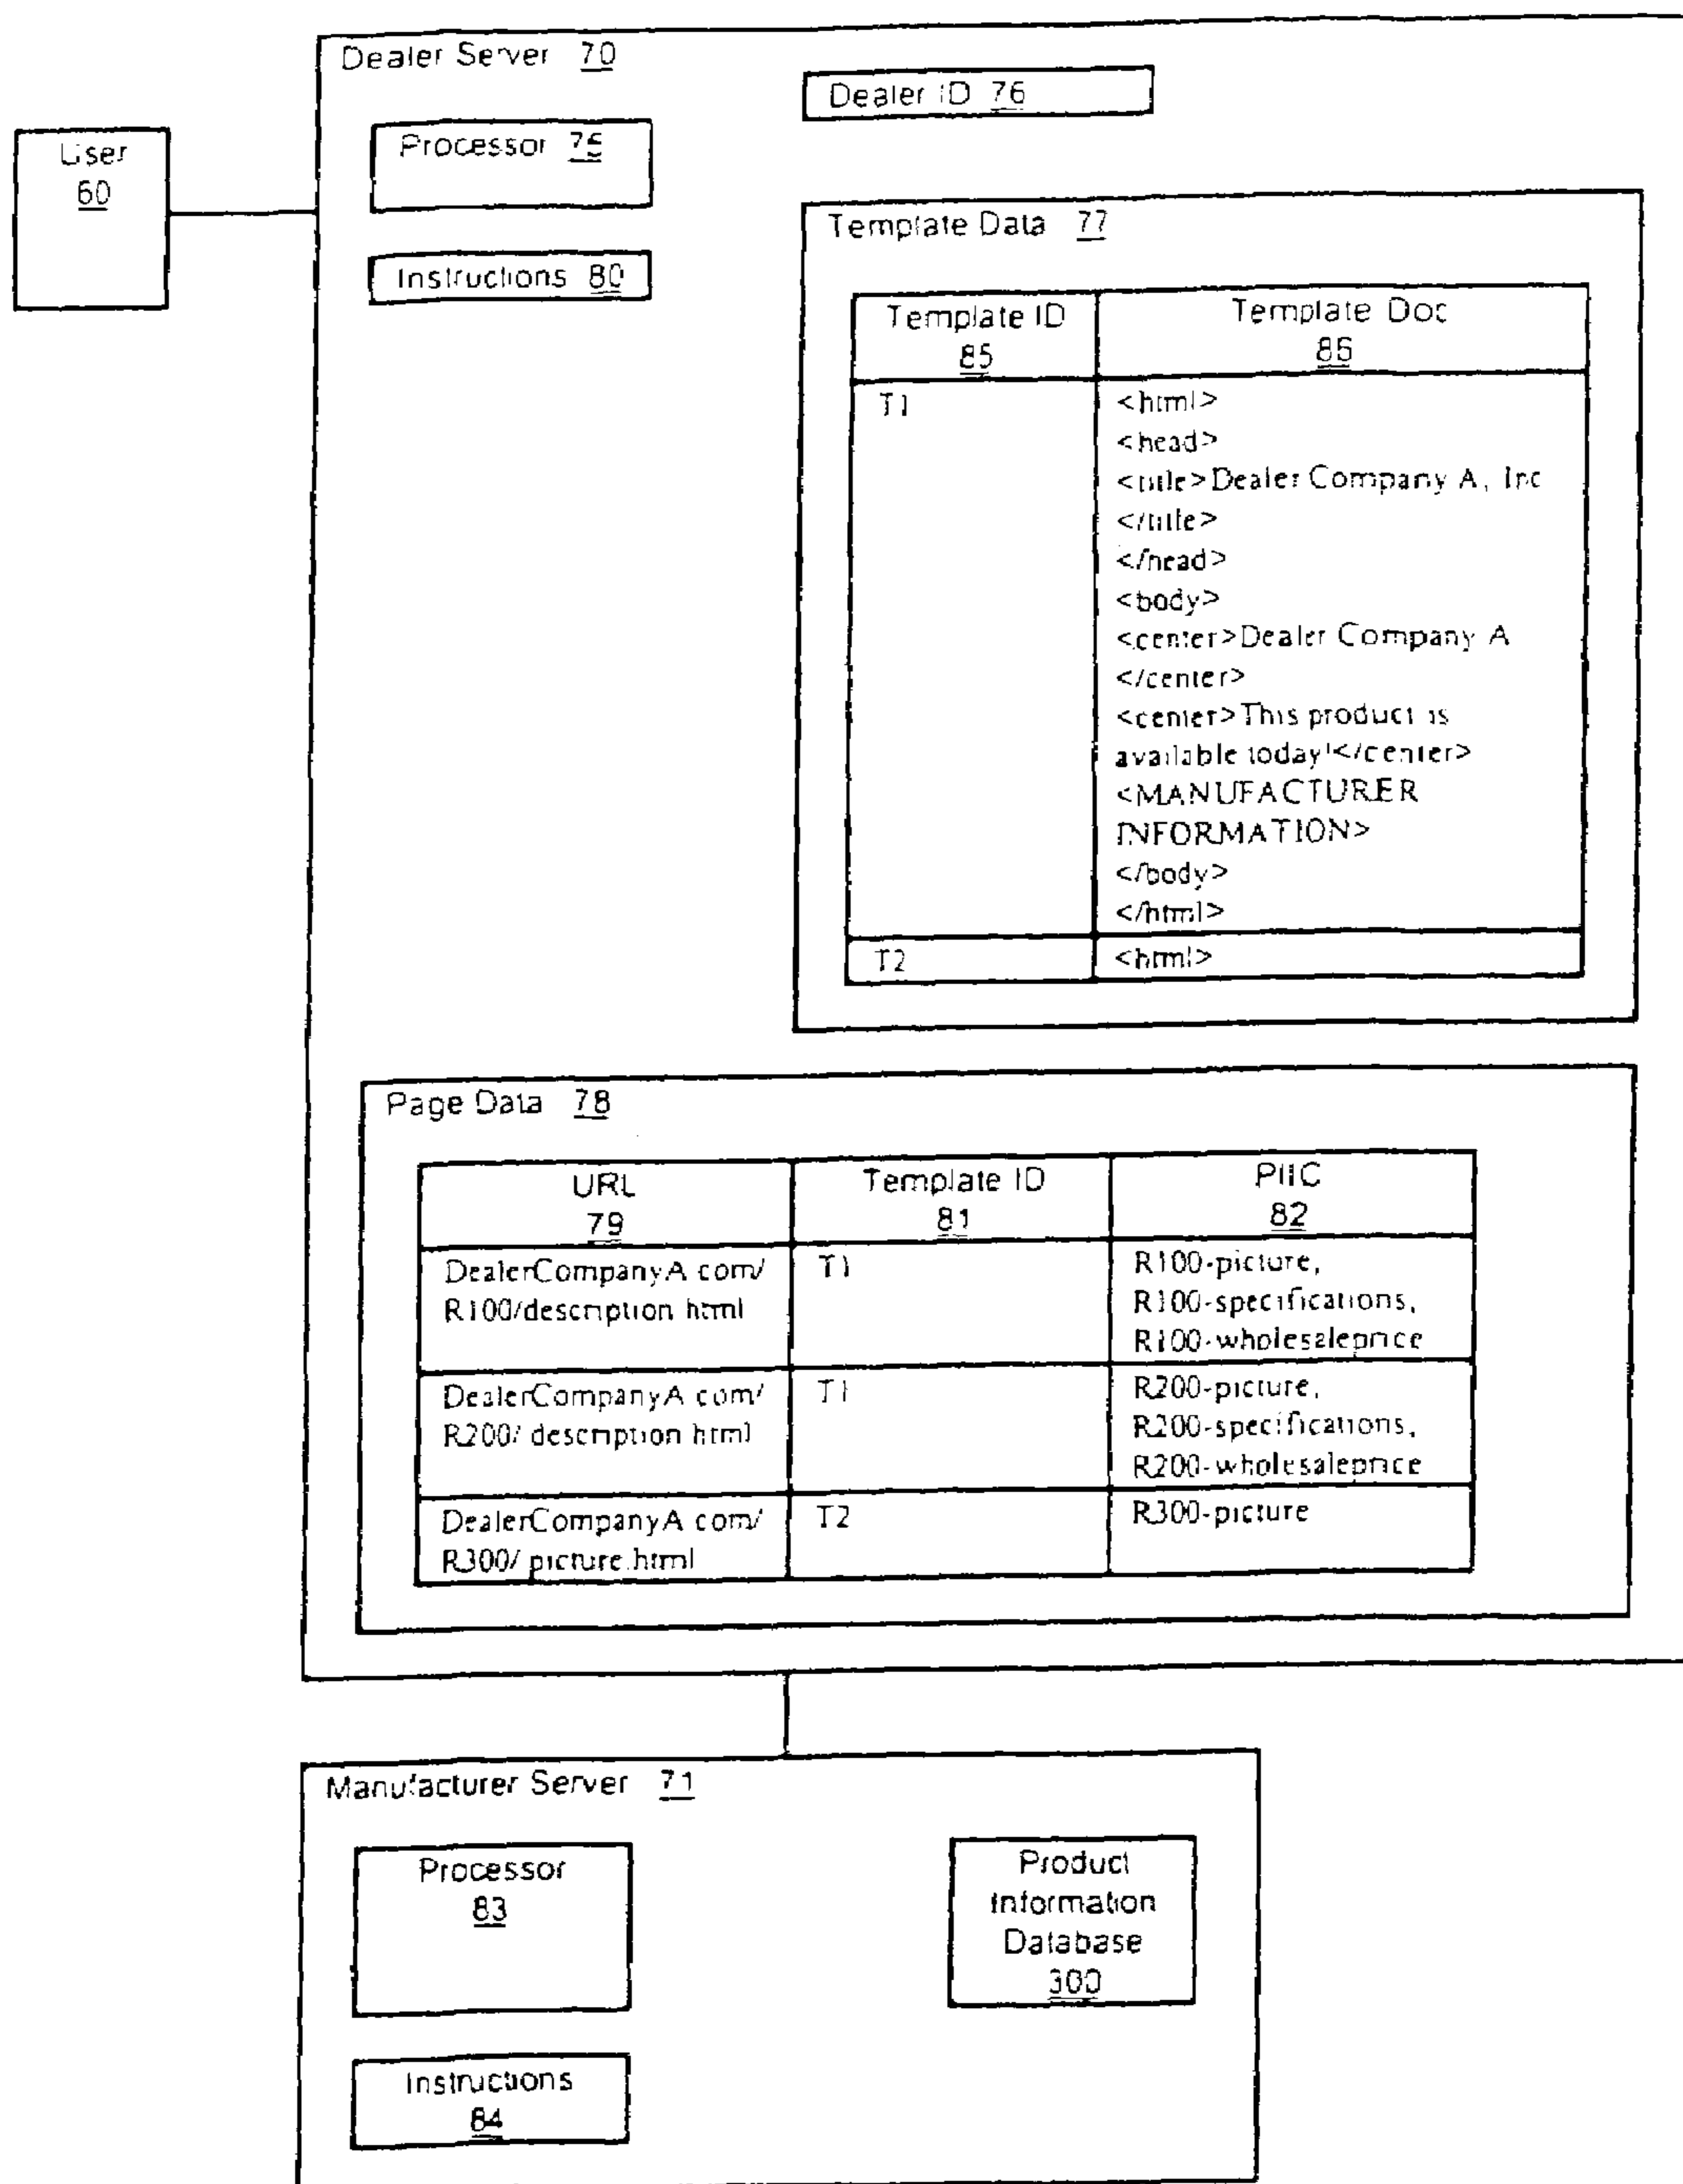 Dealer Server 70
Dealer ID 76
User
60
Processor 75
Instructions 80
Template Data 77
Template ID
85
Template Doc
86
T1
<html>
<head>
<title>Dealer Company A, Inc
</title>
</head>
<body>
<center>Dealer Company A
</center>
<center>This product is
available today!</center>
<MANUFACTURER
INFORMATION>
</body>
</html>
T2
<html>
Page Data 78
URL
79
Template ID
81
PIIC
82
DealerCompanyA com/
R100/description html
T1
R100-picture,
R100-specifications,
R100-wholesaleprice
DealerCompanyA com/
R200/ description html
T1
R200-picture,
R200-specifications,
R200-wholesaleprice
DealerCompanyA com/
R300/ picture.html
T2
R300-picture
Manufacturer Server 71
Processor
83
Product
Information
Database
300
Instructions
84